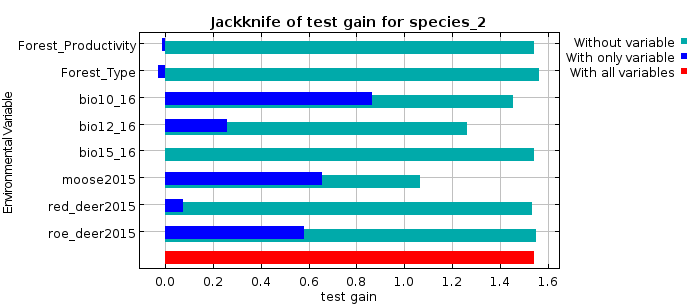 Jackknife of test gain for species_2
Environmental Variable
Forest_Productivity
Forest_Type
bio10_16
bio12_16
bio15_16
moose2015
red_deer2015
roe_deer2015
0.0 0.2 0.4 0.6 0.8 1.0 1.2 1.4 1.6
test gain
Without variable
With only variable
With all variables